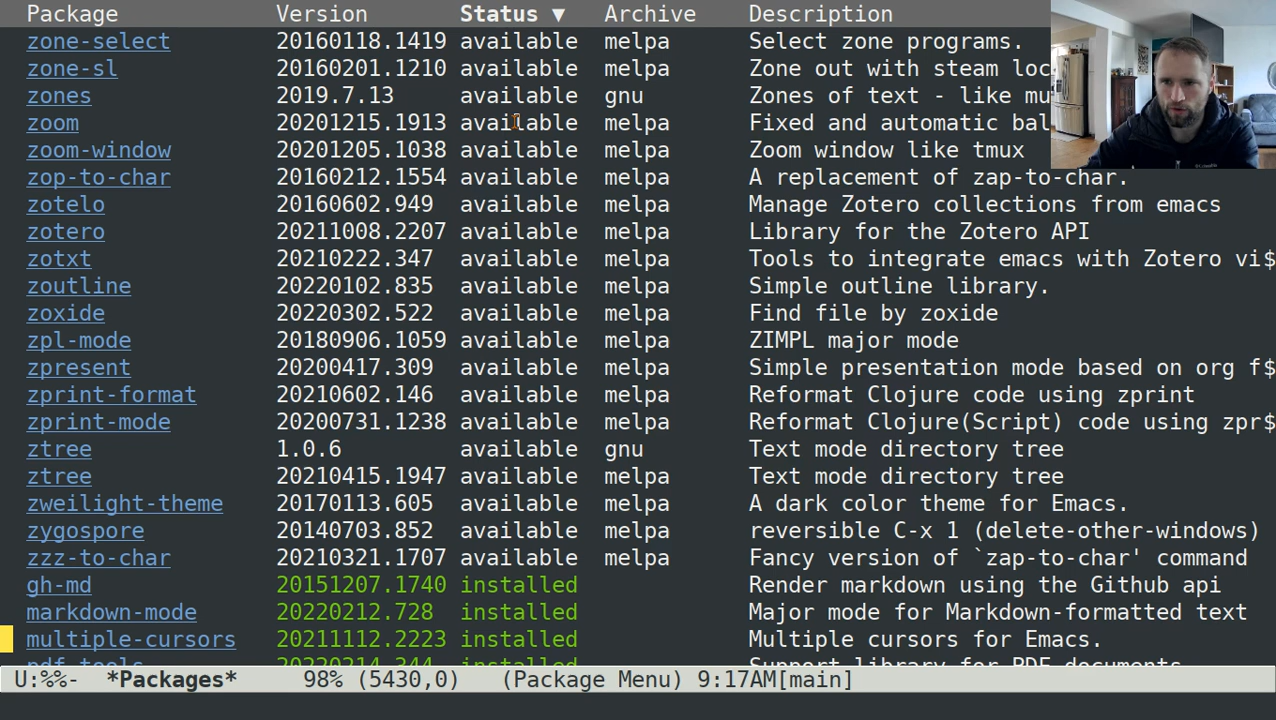 Package Version Status ▼ Archive Description
zone-select 20160118.1419 available melpa Select zone programs.
zone-sl 20160201.1210 available melpa Zone out with steam loc
zones 2019.7.13 available gnu Zones of text - like mu
zoom 20201215.1913 available melpa Fixed and automatic bal
zoom-window 20201205.1038 available melpa Zoom window like tmux
zop-to-char 20160212.1554 available melpa A replacement of zap-to-char.
zotelo 20160602.949 available melpa Manage Zotero collections from emacs
zotero 20211008.2207 available melpa Library for the Zotero API
zotxt 20210222.347 available melpa Tools to integrate emacs with Zotero vi$
zoutline 20220102.835 available melpa Simple outline library.
zoxide 20220302.522 available melpa Find file by zoxide
zpl-mode 20180906.1059 available melpa ZIMPL major mode
zpresent 20200417.309 available melpa Simple presentation mode based on org f$
zprint-format 20210602.146 available melpa Reformat Clojure code using zprint
zprint-mode 20200731.1238 available melpa Reformat Clojure(Script) code using zpr$
ztree 1.0.6 available gnu Text mode directory tree
ztree 20210415.1947 available melpa Text mode directory tree
zweilight-theme 20170113.605 available melpa A dark color theme for Emacs.
zygospore 20140703.852 available melpa reversible C-x 1 (delete-other-windows)
zzz-to-char 20210321.1707 available melpa Fancy version of `zap-to-char' command
gh-md 20151207.1740 installed Render markdown using the Github api
markdown-mode 20220212.728 installed Major mode for Markdown-formatted text
multiple-cursors 20211112.2223 installed Multiple cursors for Emacs.
pdf-tools 20220214.344 installed Support library for PDF documents
U:%%- *Packages* 98% (5430,0) (Package Menu) 9:17AM[main]